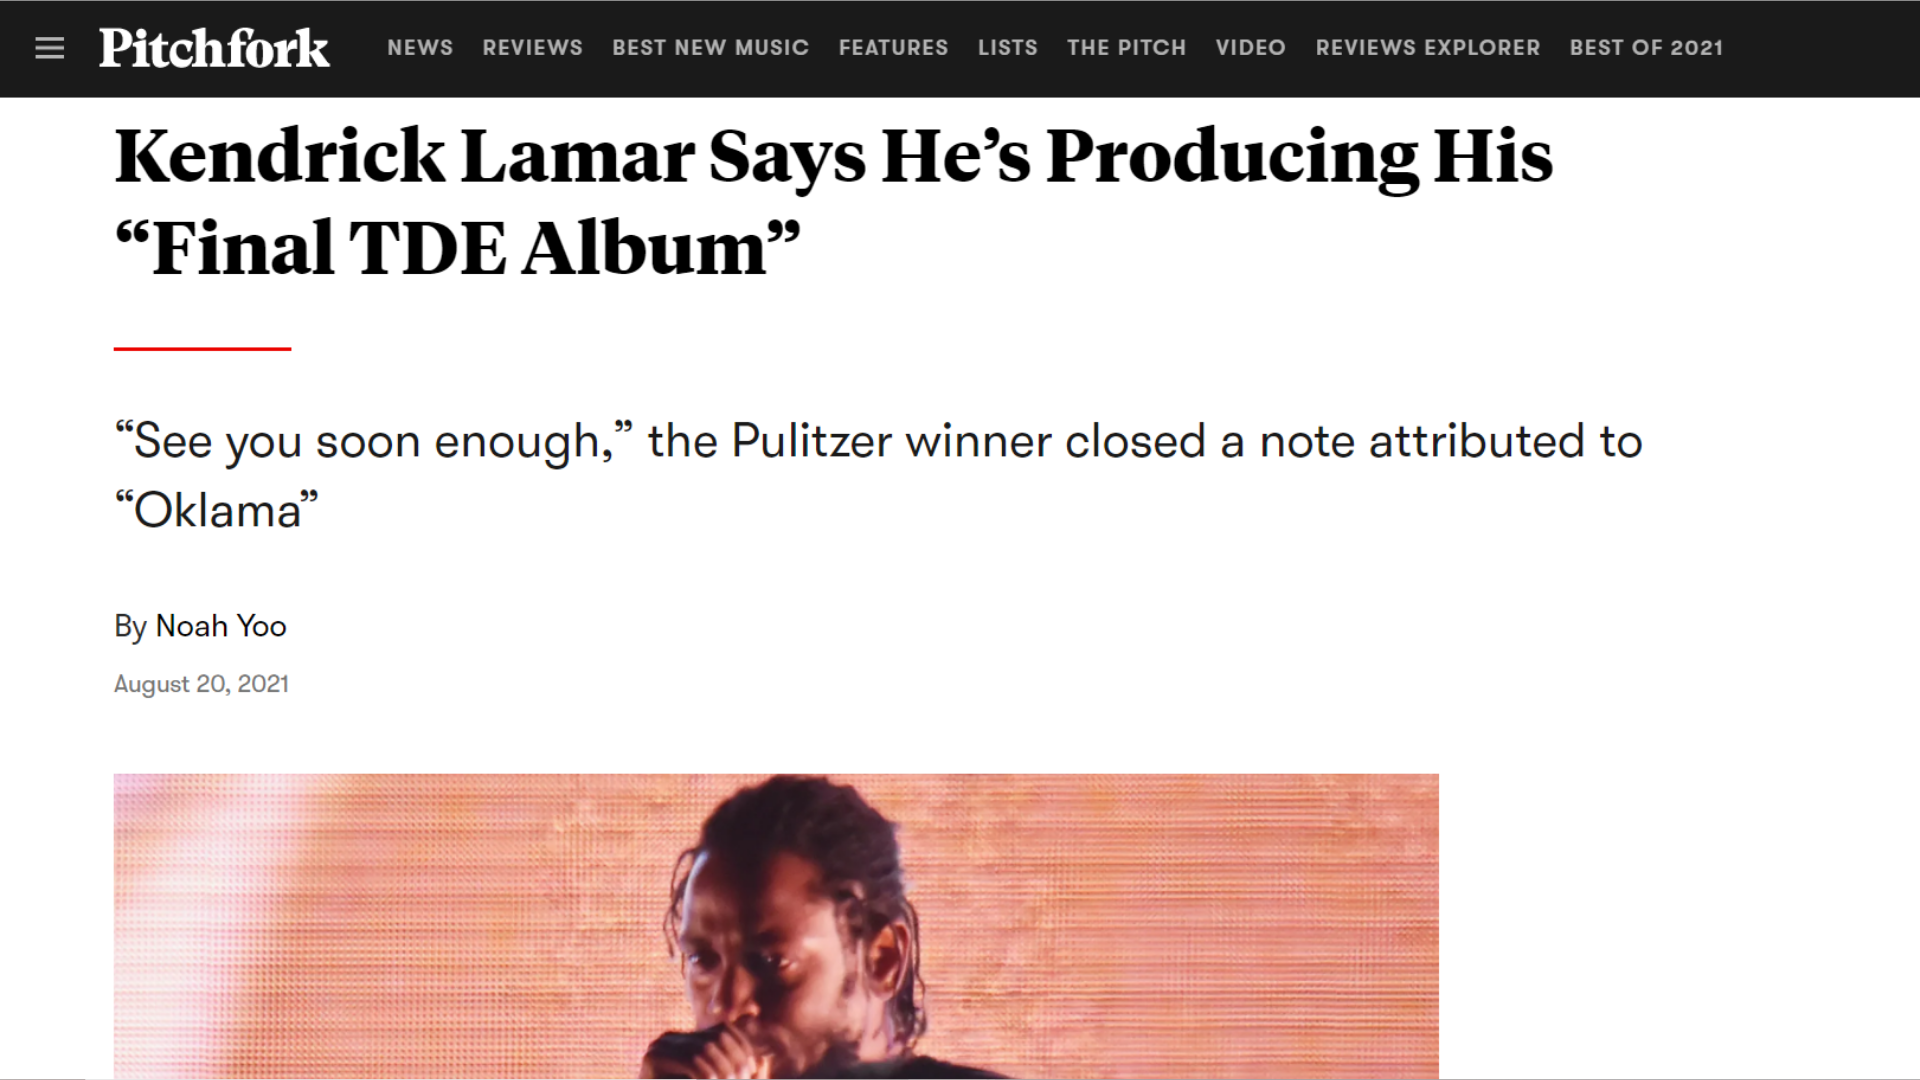 Pitchfork NEWS REVIEWS BEST NEW MUSIC FEATURES LISTS THE PITCH VIDEO REVIEWS EXPLORER BEST OF 2021
Kendrick Lamar Says He’s Producing His
“Final TDE Album”
“See you soon enough,” the Pulitzer winner closed a note attributed to
“Oklama”
By Noah Yoo
August 20, 2021